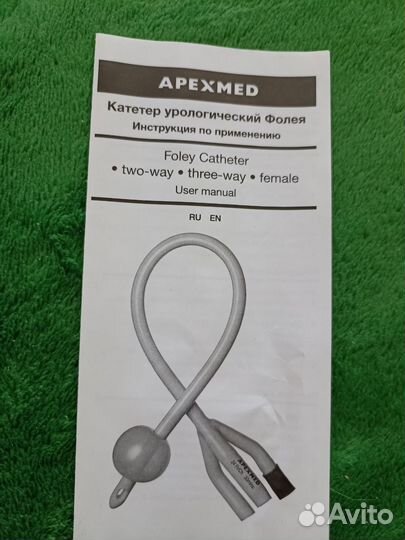 APEXMED
Катетер урологический Фолея
Инструкция по применению
Foley Catheter
• two-way • three-way • female
User manual
RU EN
APEXMED
Avito